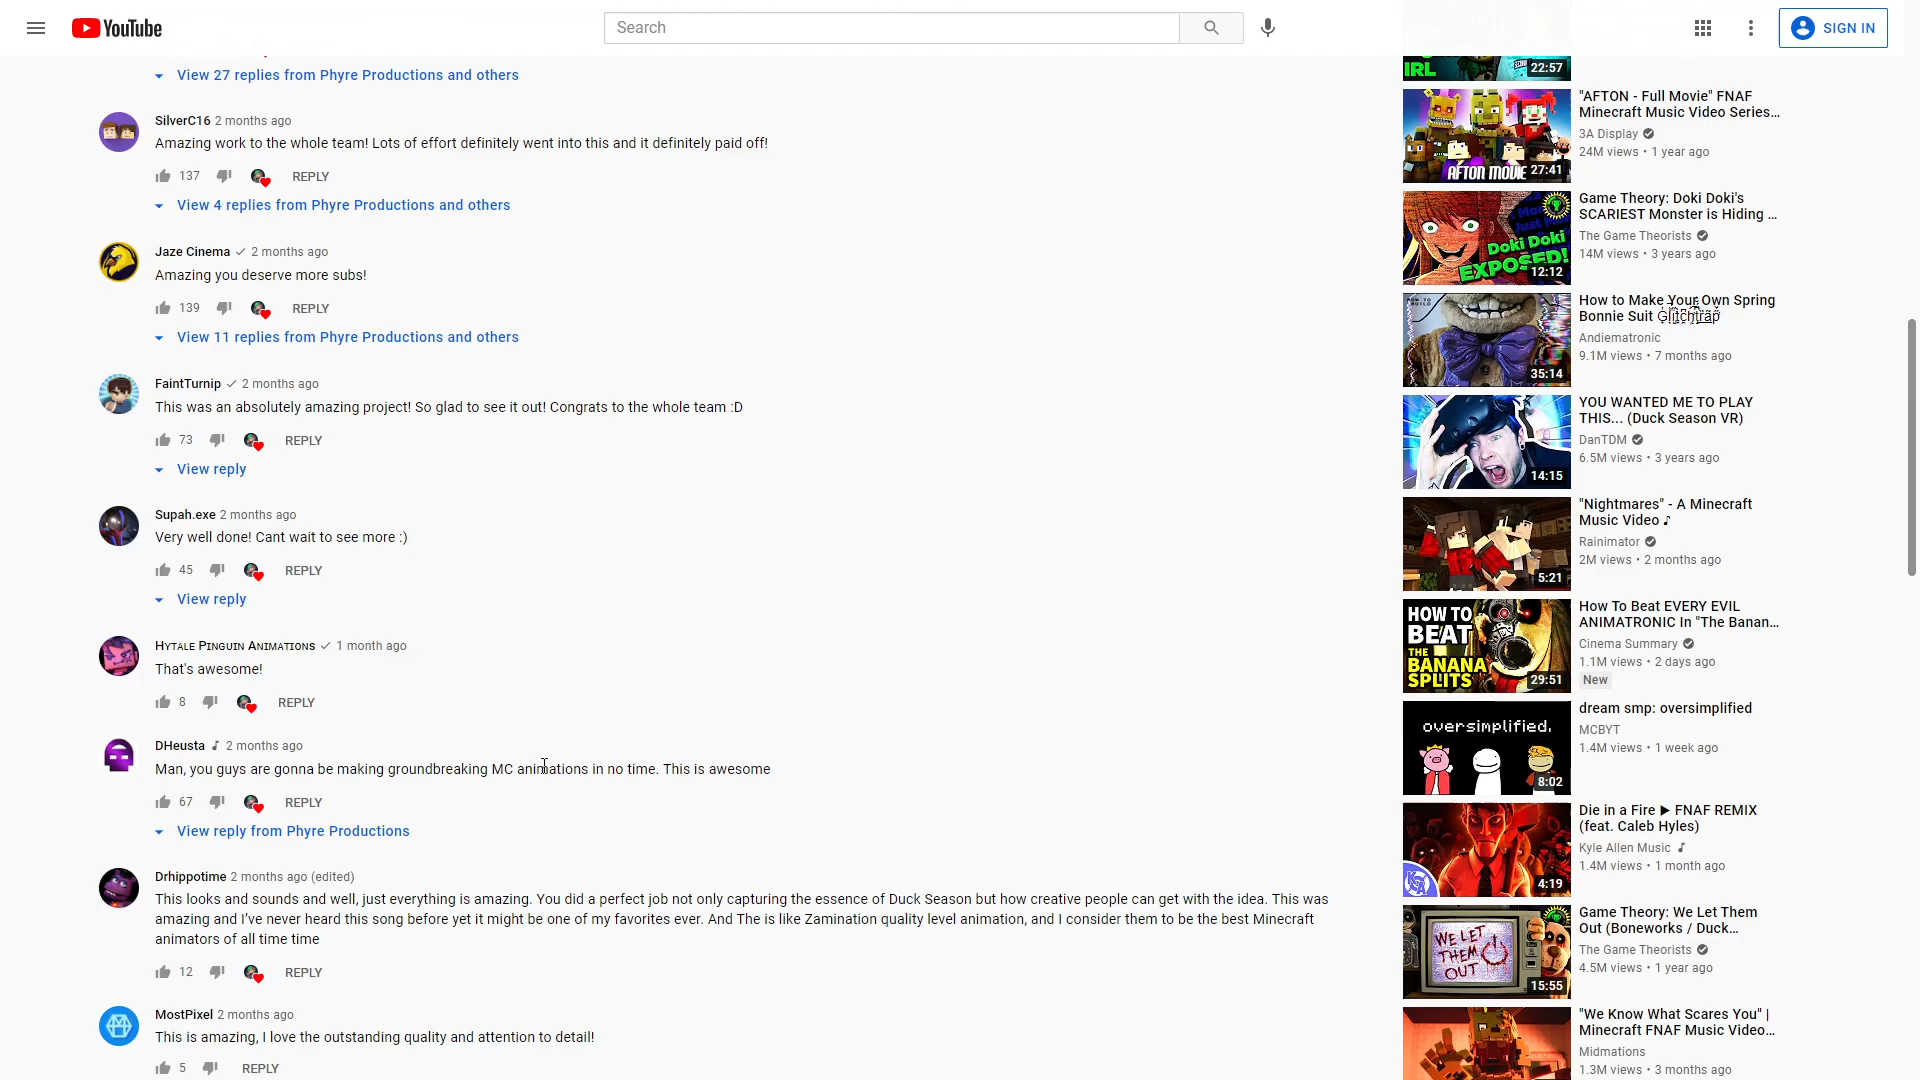 YouTube
Search
SIGN IN
View 27 replies from Phyre Productions and others
SilverC16 2 months ago
Amazing work to the whole team! Lots of effort definitely went into this and it definitely paid off!
137 REPLY
View 4 replies from Phyre Productions and others
Jaze Cinema 2 months ago
Amazing you deserve more subs!
139 REPLY
View 11 replies from Phyre Productions and others
FaintTurnip 2 months ago
This was an absolutely amazing project! So glad to see it out! Congrats to the whole team :D
73 REPLY
View reply
Supah.exe 2 months ago
Very well done! Cant wait to see more :)
45 REPLY
View reply
Hʏᴛᴀʟᴇ Pɪɴɢᴜɪɴ Aɴɪᴍᴀᴛɪᴏɴs 1 month ago
That's awesome!
8 REPLY
DHeusta 2 months ago
Man, you guys are gonna be making groundbreaking MC animations in no time. This is awesome
67 REPLY
View reply from Phyre Productions
Drhippotime 2 months ago (edited)
This looks and sounds and well, just everything is amazing. You did a perfect job not only capturing the essence of Duck Season but how creative people can get with the idea. This was
amazing and I've never heard this song before yet it might be one of my favorites ever. And The is like Zamination quality level animation, and I consider them to be the best Minecraft
animators of all time time
12 REPLY
MostPixel 2 months ago
This is amazing, I love the outstanding quality and attention to detail!
5 REPLY
IRL
22:57
AFTON MOVIE
27:41
"AFTON - Full Movie" FNAF
Minecraft Music Video Series...
3A Display
24M views • 1 year ago
Doki Doki
EXPOSED!
12:12
Game Theory: Doki Doki's
SCARIEST Monster is Hiding ...
The Game Theorists
14M views • 3 years ago
35:14
How to Make Your Own Spring
Bonnie Suit Glitchtrap
Andiematronic
9.1M views • 7 months ago
14:15
YOU WANTED ME TO PLAY
THIS... (Duck Season VR)
DanTDM
6.5M views • 3 years ago
5:21
"Nightmares" - A Minecraft
Music Video ♪
Rainimator
2M views • 2 months ago
HOW TO
BEAT
THE
BANANA
SPLITS
29:51
How To Beat EVERY EVIL
ANIMATRONIC In "The Banan...
Cinema Summary
1.1M views • 2 days ago
New
oversimplified.
8:02
dream smp: oversimplified
MCBYT
1.4M views • 1 week ago
4:19
Die in a Fire ▶ FNAF REMIX
(feat. Caleb Hyles)
Kyle Allen Music
1.4M views • 1 month ago
WE LET
THEM
OUT
15:55
Game Theory: We Let Them
Out (Boneworks / Duck...
The Game Theorists
4.5M views • 1 year ago
"We Know What Scares You" |
Minecraft FNAF Music Video...
Midmations
1.3M views • 3 months ago